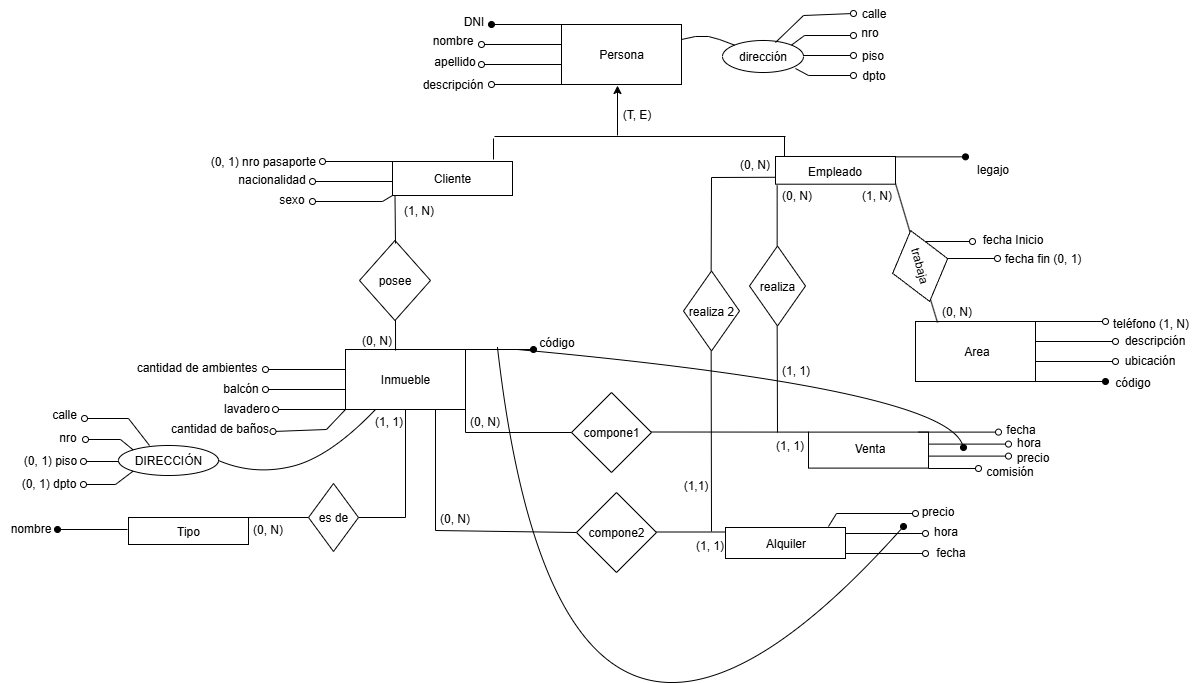 DNI
nombre
apellido
descripción
Persona
dirección
calle
nro
piso
dpto
(T, E)
(0, 1) nro pasaporte
nacionalidad
sexo
Cliente
(1, N)
(0, N)
Empleado
legajo
(0, N)
(1, N)
posee
realiza 2
realiza
trabaja
fecha Inicio
fecha fin (0, 1)
(0, N)
Area
teléfono (1, N)
descripción
ubicación
código
(0, N)
código
cantidad de ambientes
balcón
lavadero
cantidad de baños
Inmueble
(1, 1)
(1, 1)
(0, N)
calle
nro
(0, 1) piso
(0, 1) dpto
DIRECCIÓN
compone1
(1, 1)
Venta
fecha
hora
precio
comisión
(1,1)
nombre
Tipo
(0, N)
es de
(0, N)
compone2
(1, 1)
Alquiler
precio
hora
fecha